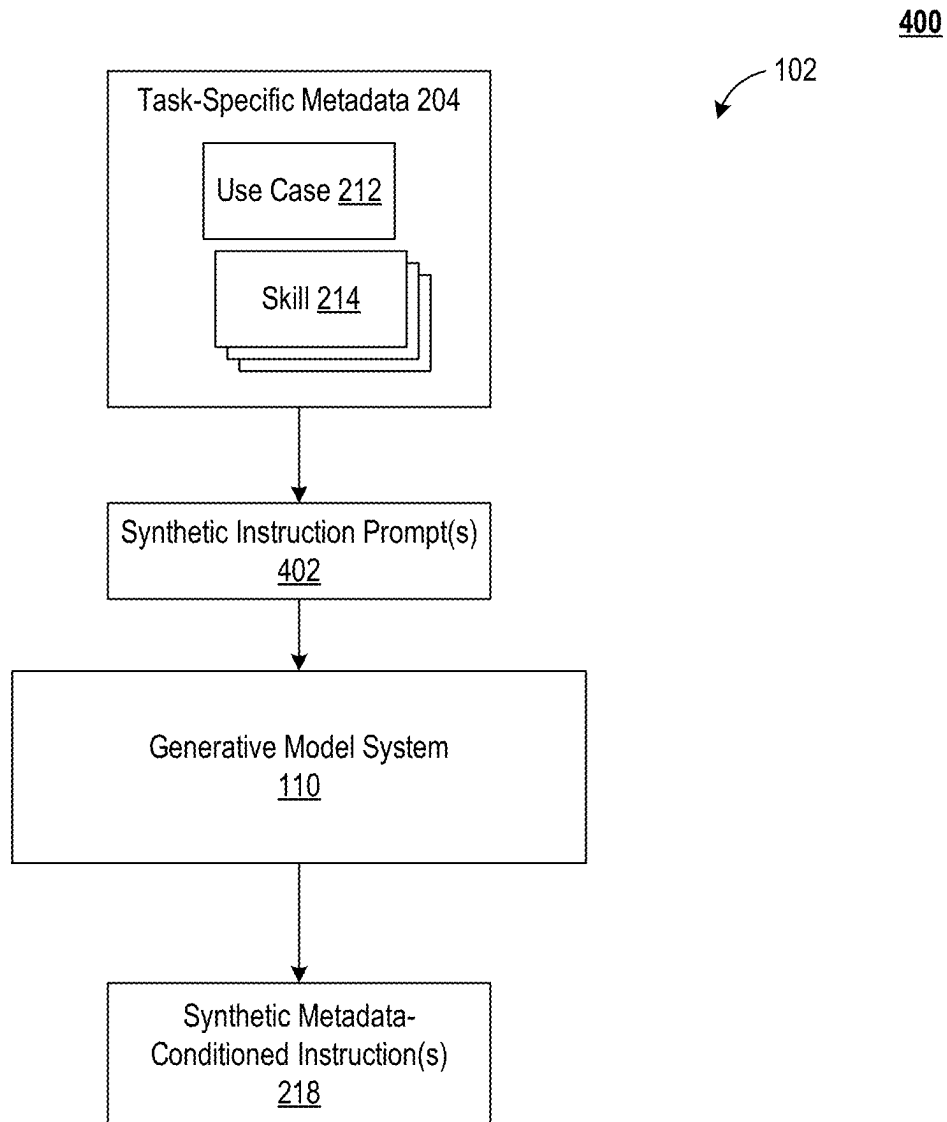 400
102
Task-Specific Metadata 204
Use Case 212
Skill 214
Synthetic Instruction Prompt(s)
402
Generative Model System
110
Synthetic Metadata-
Conditioned Instruction(s)
218